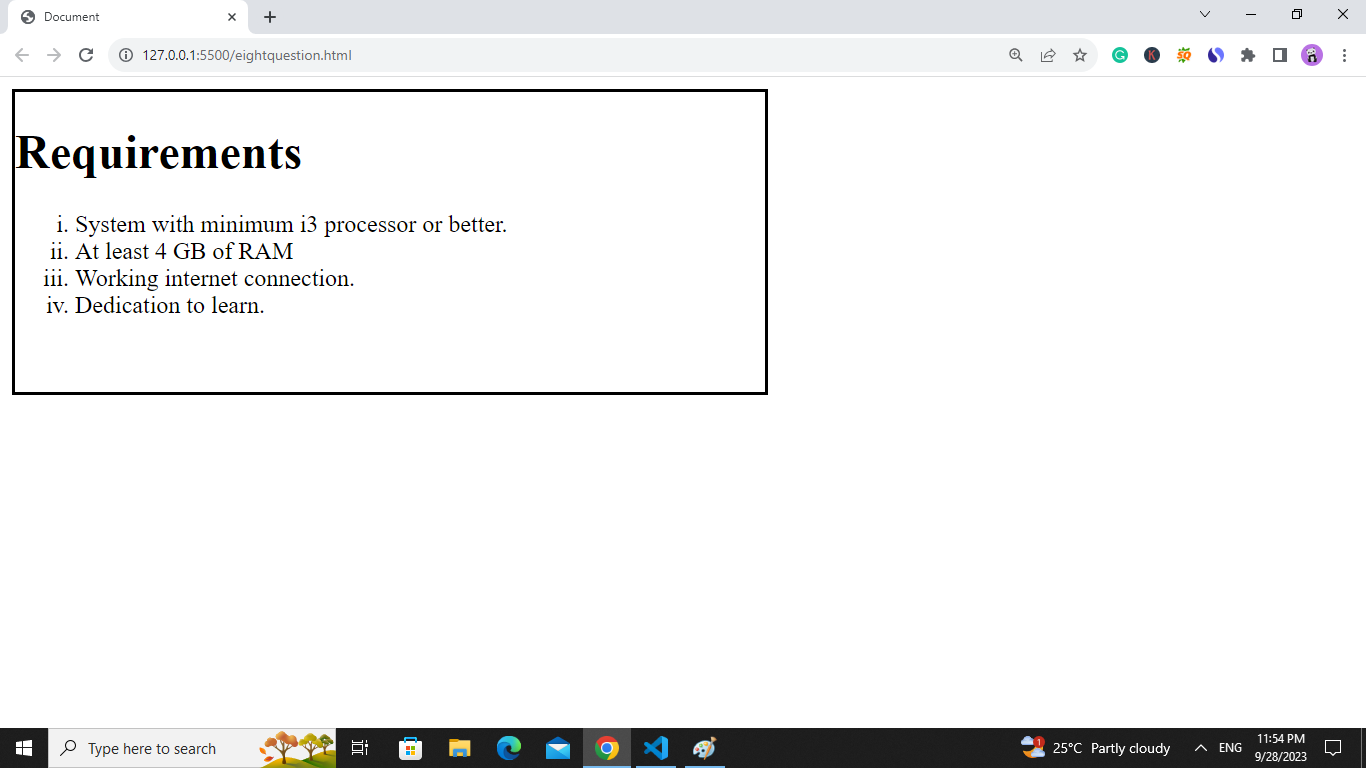 Document
127.0.0.1:5500/eightquestion.html
Requirements
i. System with minimum i3 processor or better.
ii. At least 4 GB of RAM
iii. Working internet connection.
iv. Dedication to learn.
Type here to search
1
25°C Partly cloudy
ENG
11:54 PM
9/28/2023